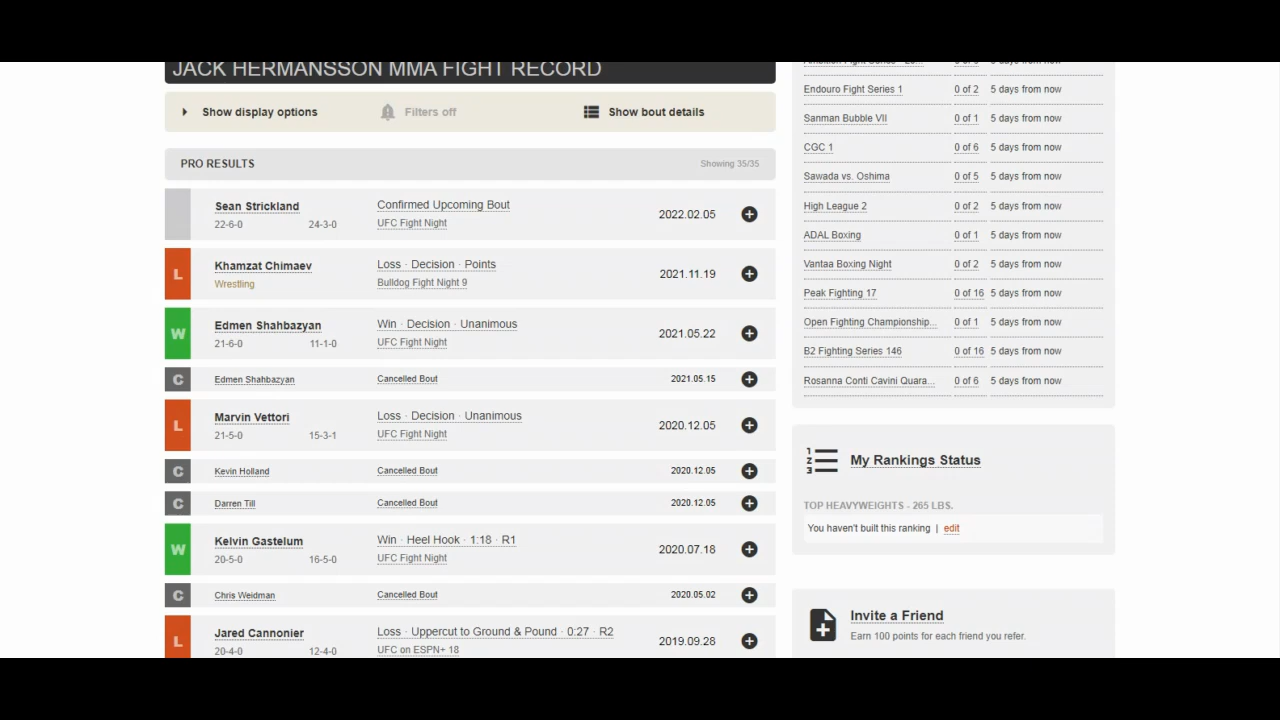 JACK HERMANSSON MMA FIGHT RECORD
Show display options
Filters off
Show bout details
PRO RESULTS
Showing 35/35
Sean Strickland
22-6-0 24-3-0
Confirmed Upcoming Bout
UFC Fight Night
2022.02.05
L
Khamzat Chimaev
Wrestling
Loss · Decision · Points
Bulldog Fight Night 9
2021.11.19
W
Edmen Shahbazyan
21-6-0 11-1-0
Win · Decision · Unanimous
UFC Fight Night
2021.05.22
C
Edmen Shahbazyan
Cancelled Bout
2021.05.15
L
Marvin Vettori
21-5-0 15-3-1
Loss · Decision · Unanimous
UFC Fight Night
2020.12.05
C
Kevin Holland
Cancelled Bout
2020.12.05
C
Darren Till
Cancelled Bout
2020.12.05
W
Kelvin Gastelum
20-5-0 16-5-0
Win · Heel Hook · 1:18 · R1
UFC Fight Night
2020.07.18
C
Chris Weidman
Cancelled Bout
2020.05.02
L
Jared Cannonier
20-4-0 12-4-0
Loss · Uppercut to Ground & Pound · 0:27 · R2
UFC on ESPN+ 18
2019.09.28
Endouro Fight Series 1 0 of 2 5 days from now
Sanman Bubble VII 0 of 1 5 days from now
CGC 1 0 of 6 5 days from now
Sawada vs. Oshima 0 of 5 5 days from now
High League 2 0 of 2 5 days from now
ADAL Boxing 0 of 1 5 days from now
Vantaa Boxing Night 0 of 2 5 days from now
Peak Fighting 17 0 of 16 5 days from now
Open Fighting Championship... 0 of 1 5 days from now
B2 Fighting Series 146 0 of 16 5 days from now
Rosanna Conti Cavini Quara... 0 of 6 5 days from now
1
2
3
My Rankings Status
TOP HEAVYWEIGHTS - 265 LBS.
You haven't built this ranking | edit
Invite a Friend
Earn 100 points for each friend you refer.